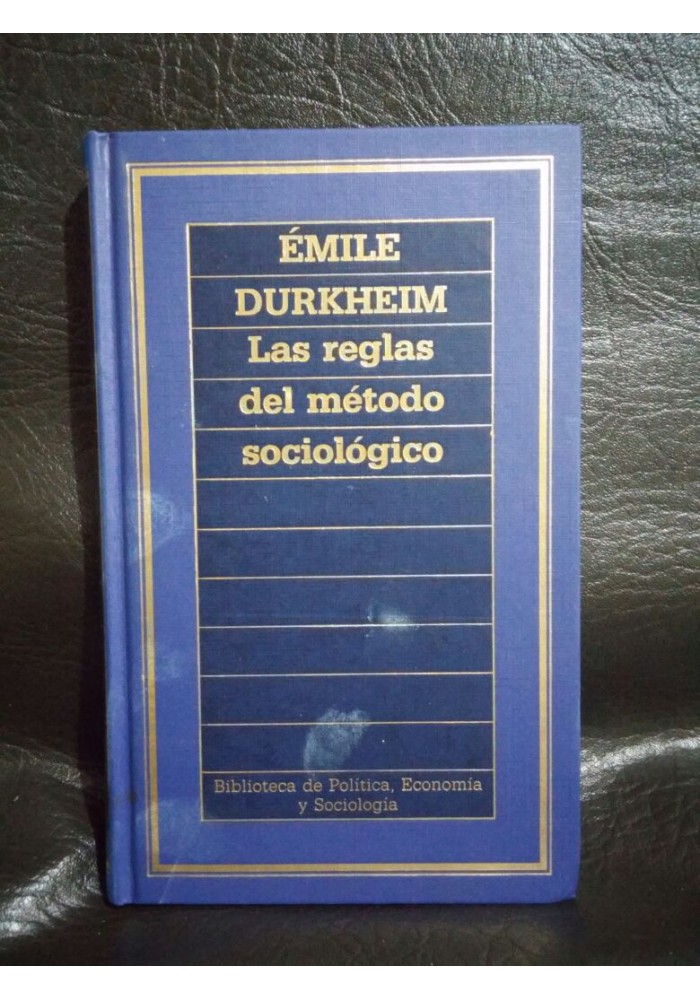 ÉMILE
DURKHEIM
Las reglas
del método
sociológico
Biblioteca de Política, Economía
y Sociología